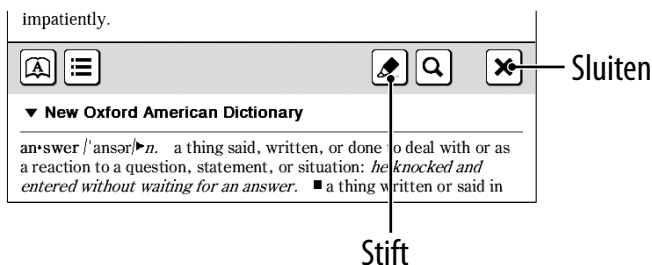 impatiently.
A
Sluiten
▼ New Oxford American Dictionary
an•swer /ˈansər/▶n. a thing said, written, or done to deal with or as
a reaction to a question, statement, or situation: he knocked and
entered without waiting for an answer. ■ a thing written or said in
Stift